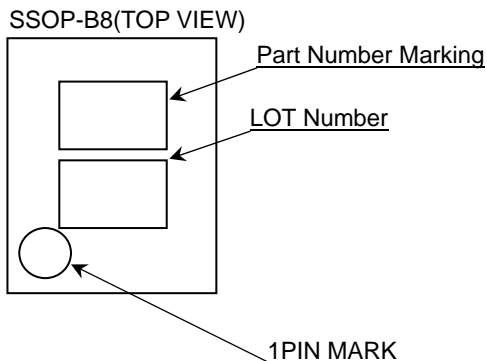 SSOP-B8(TOP VIEW)
Part Number Marking
LOT Number
1PIN MARK